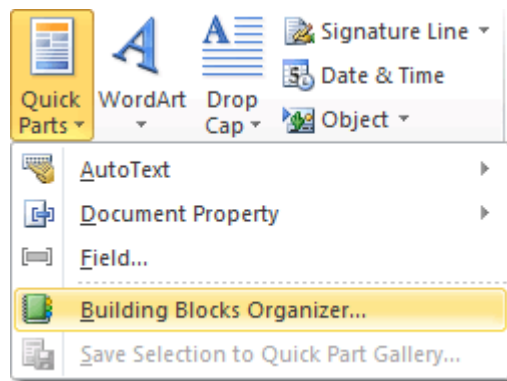 Quick Parts
WordArt
Drop Cap
Signature Line
Date & Time
Object
AutoText
Document Property
Field...
Building Blocks Organizer...
Save Selection to Quick Part Gallery...